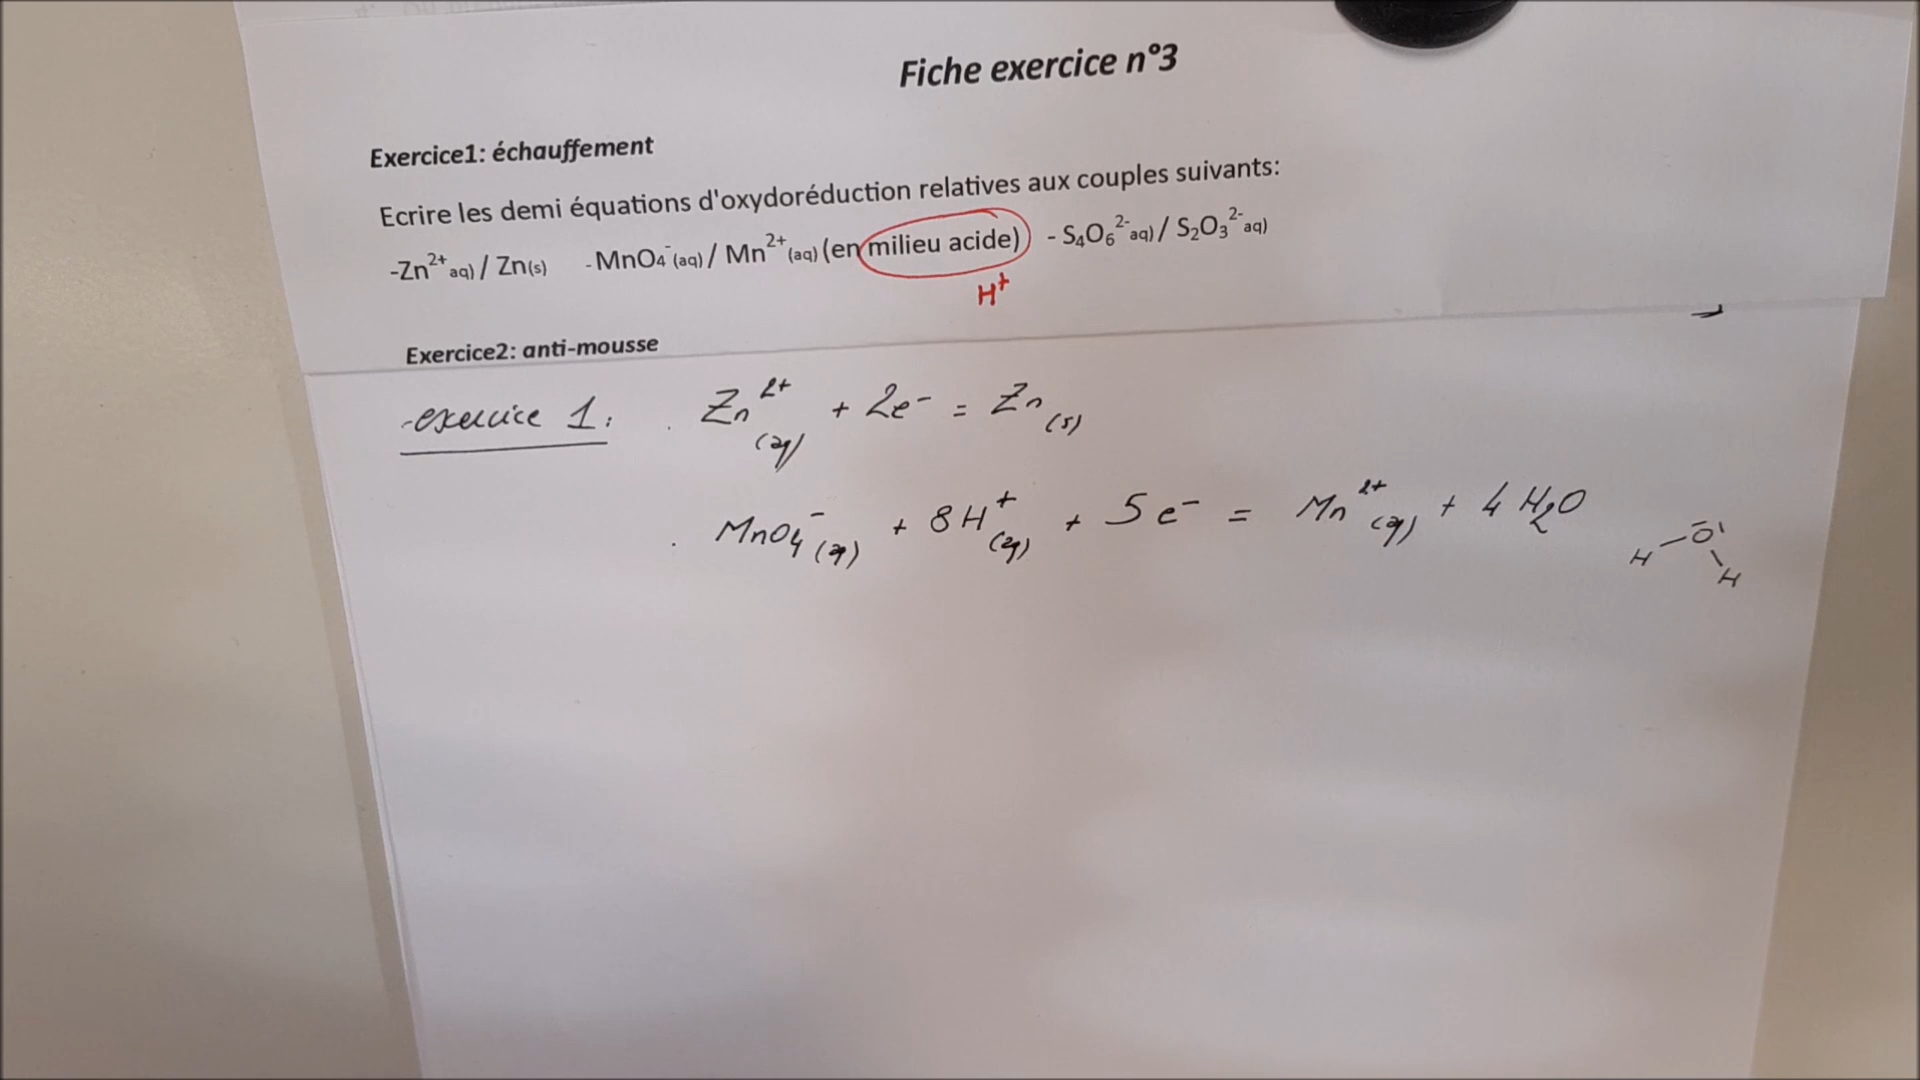 Fiche exercice n°3
Exercice1: échauffement
Ecrire les demi équations d'oxydoréduction relatives aux couples suivants:
-Zn²⁺aq) / Zn(s) - MnO₄⁻(aq) / Mn²⁺(aq) (en milieu acide) - S₄O₆²⁻aq) / S₂O₃²⁻aq)
H⁺
Exercice2: anti-mousse
exercice 1: . Zn²⁺(aq) + 2e⁻ = Zn(s)
. MnO₄⁻(aq) + 8H⁺(aq) + 5e⁻ = Mn²⁺(aq) + 4H₂O
H O H